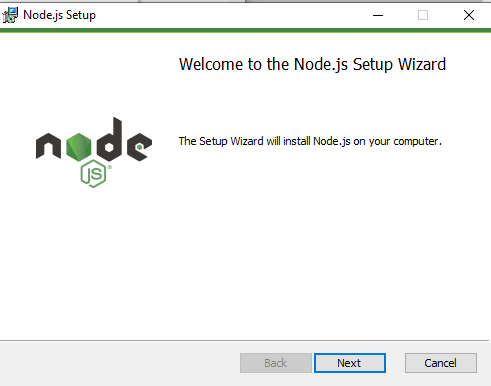 Node.js Setup
Welcome to the Node.js Setup Wizard
The Setup Wizard will install Node.js on your computer.
node
JS®
Back Next Cancel